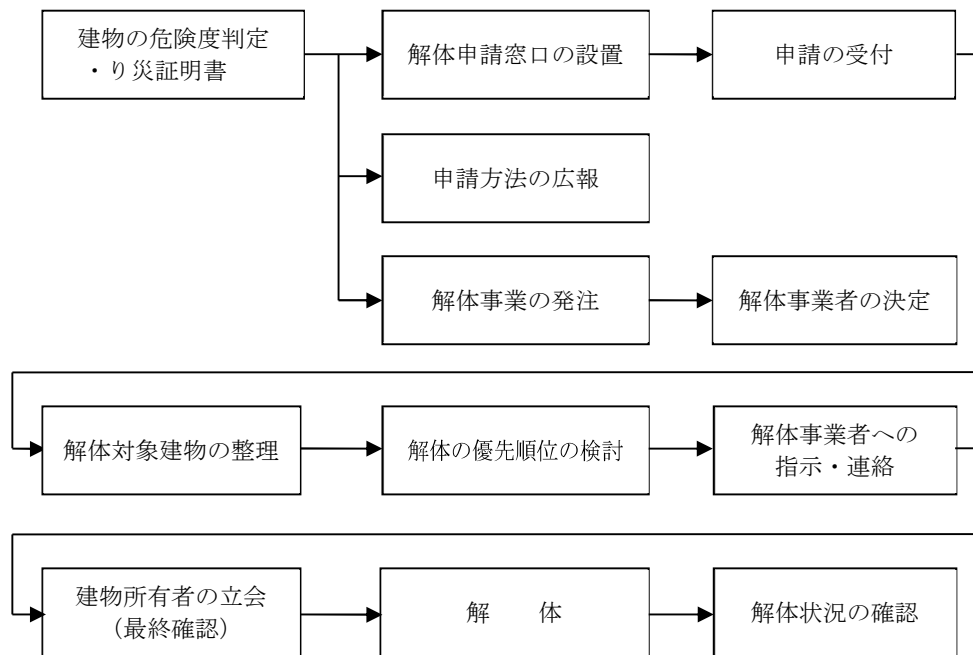 建物の危険度判定
・り災証明書
解体申請窓口の設置
申請の受付
申請方法の広報
解体事業の発注
解体事業者の決定
解体対象建物の整理
解体の優先順位の検討
解体事業者への
指示・連絡
建物所有者の立会
（最終確認）
解　　体
解体状況の確認